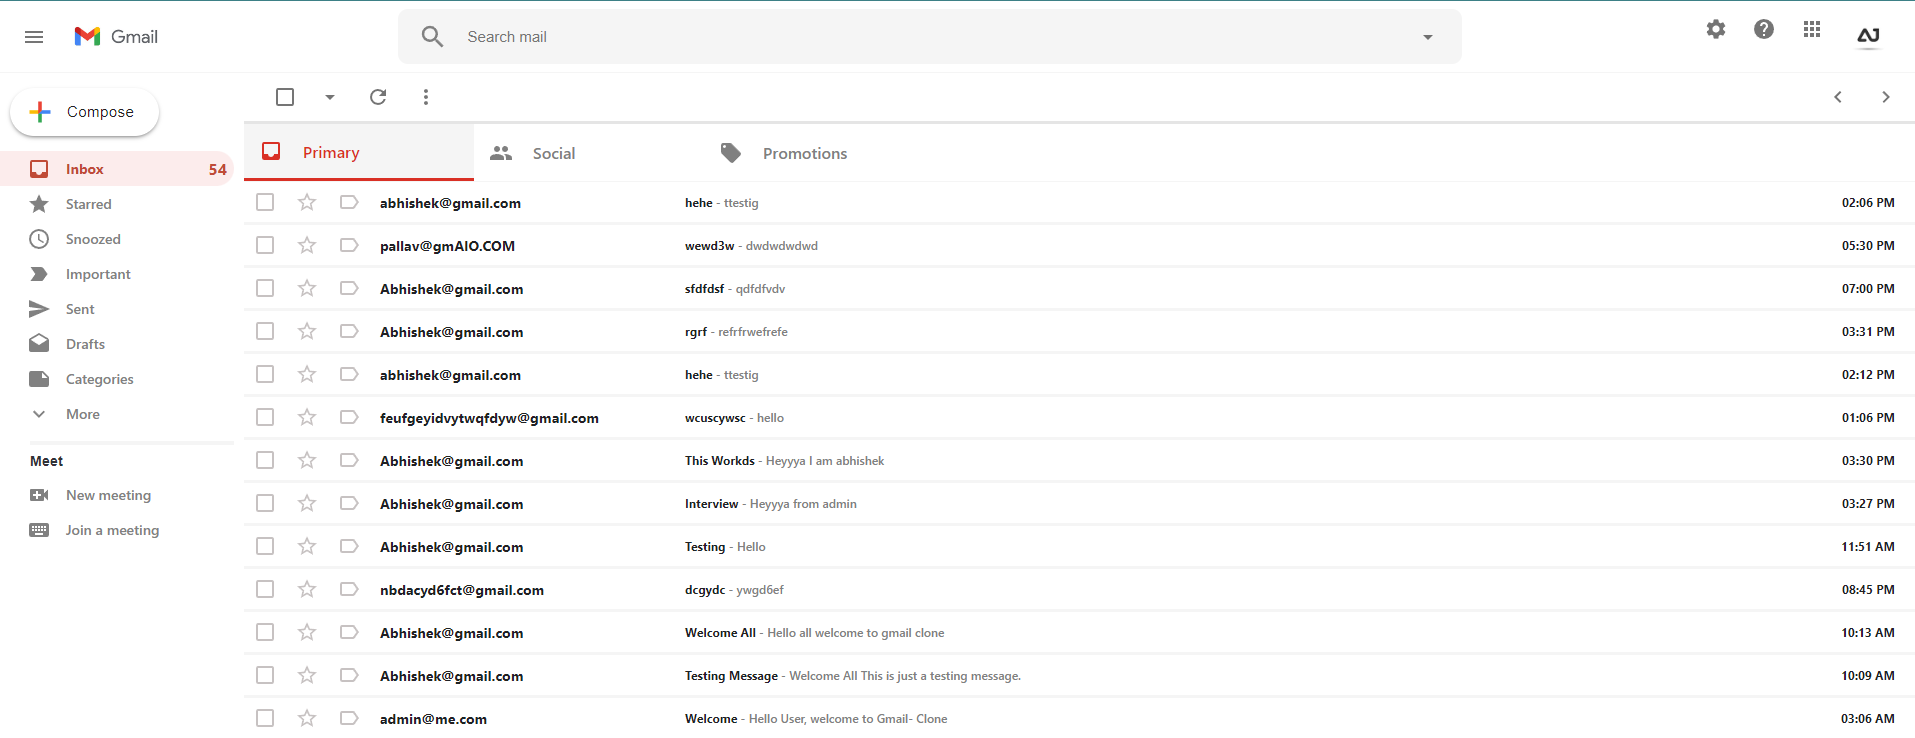 Gmail
Search mail
AJ
Compose
Inbox 54
Starred
Snoozed
Important
Sent
Drafts
Categories
More
Meet
New meeting
Join a meeting
Primary Social Promotions
abhishek@gmail.com hehe - ttestig 02:06 PM
pallav@gmAIO.COM wewd3w - dwdwdwdwd 05:30 PM
Abhishek@gmail.com sfdfdsf - qdfdfvdv 07:00 PM
Abhishek@gmail.com rgrf - refrfrwefrefe 03:31 PM
abhishek@gmail.com hehe - ttestig 02:12 PM
feufgeyidvytwqfdyw@gmail.com wcuscywsc - hello 01:06 PM
Abhishek@gmail.com This Workds - Heyyya I am abhishek 03:30 PM
Abhishek@gmail.com Interview - Heyyya from admin 03:27 PM
Abhishek@gmail.com Testing - Hello 11:51 AM
nbdacyd6fct@gmail.com dcgydc - ywgd6ef 08:45 PM
Abhishek@gmail.com Welcome All - Hello all welcome to gmail clone 10:13 AM
Abhishek@gmail.com Testing Message - Welcome All This is just a testing message. 10:09 AM
admin@me.com Welcome - Hello User, welcome to Gmail- Clone 03:06 AM